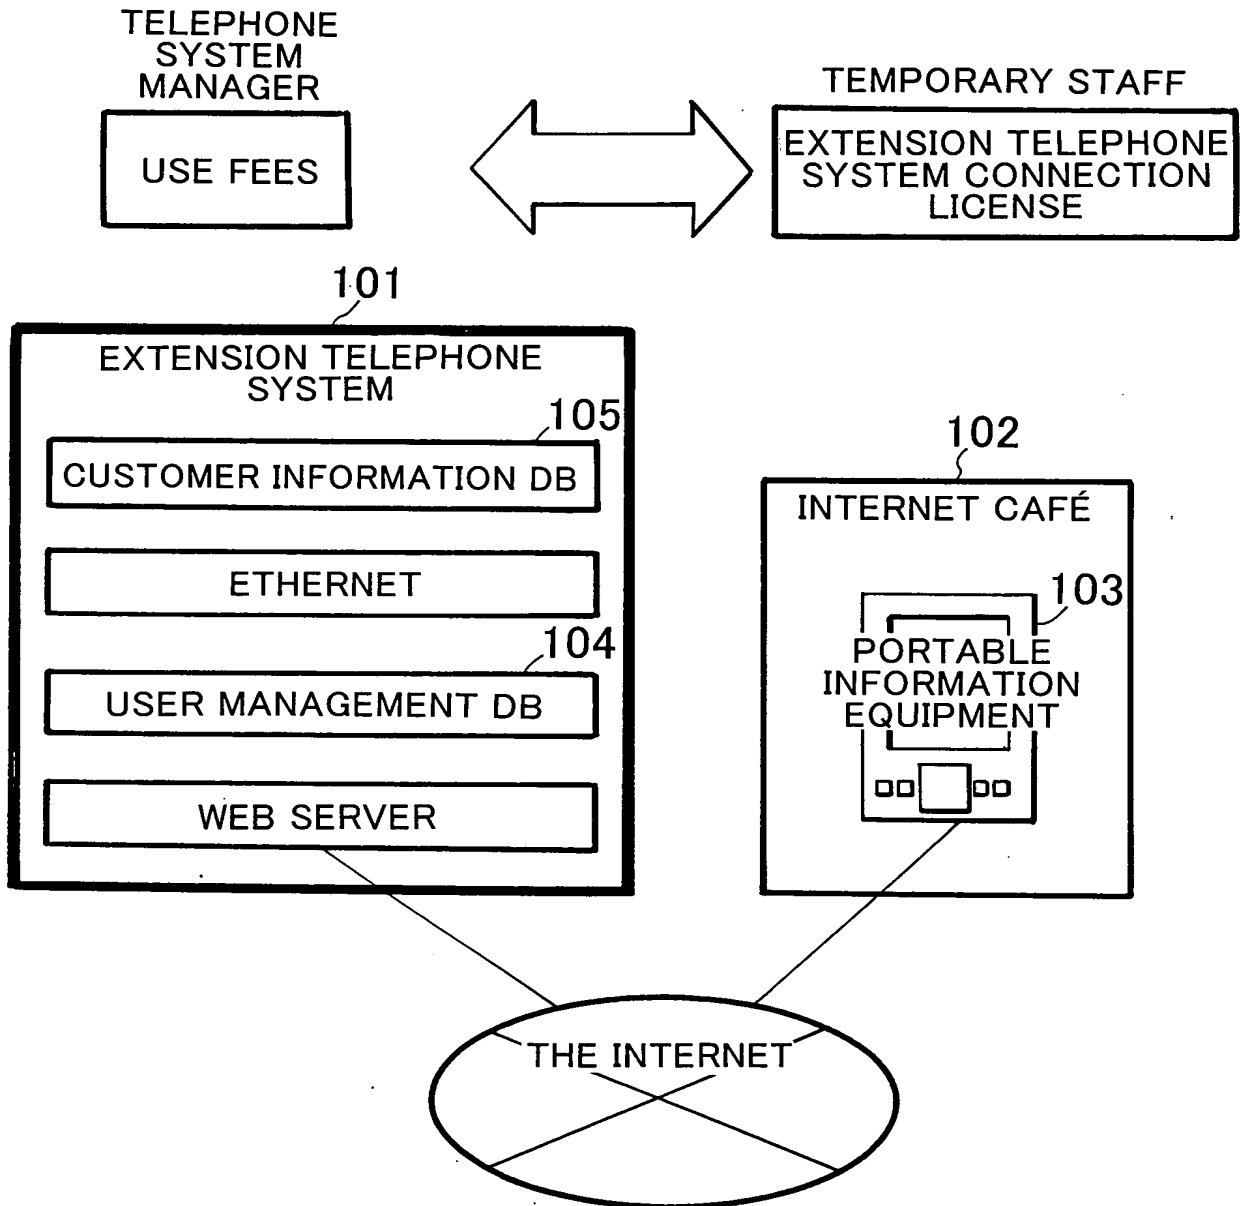 TELEPHONE
SYSTEM
MANAGER
USE FEES
TEMPORARY STAFF
EXTENSION TELEPHONE
SYSTEM CONNECTION
LICENSE
101
EXTENSION TELEPHONE
SYSTEM
105
CUSTOMER INFORMATION DB
ETHERNET
104
USER MANAGEMENT DB
WEB SERVER
102
INTERNET CAFÉ
103
PORTABLE
INFORMATION
EQUIPMENT
THE INTERNET